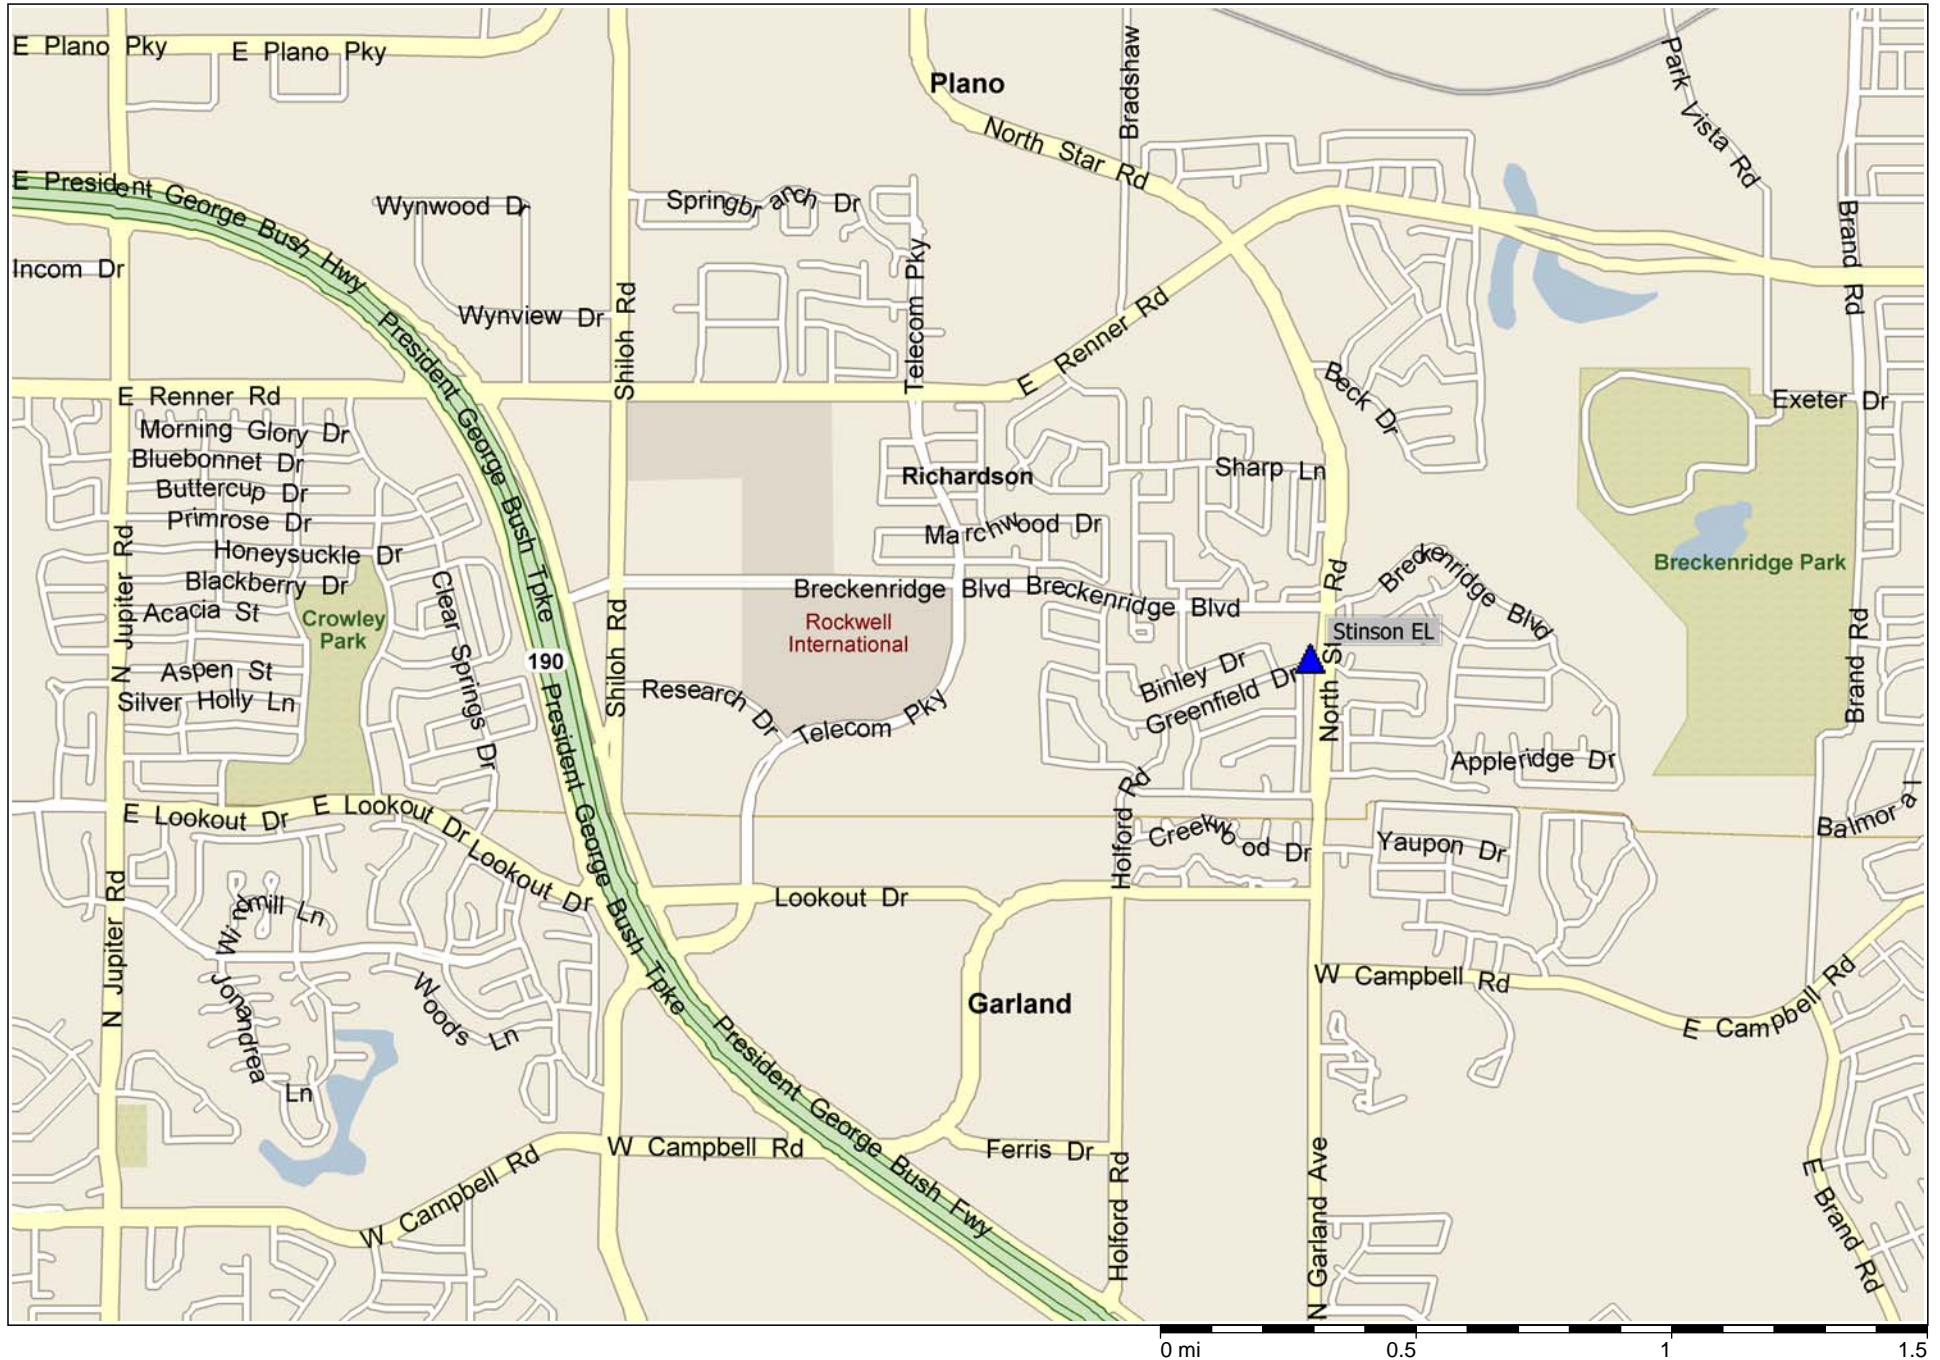 E Plano Pky
E Plano Pky
Plano
Bradshaw
Park Vista Rd
North Star Rd
E President George Bush Hwy
Wynwood Dr
Springbranch Dr
Brand Rd
Incom Dr
Telecom Pky
Wynview Dr
Shiloh Rd
E Renner Rd
President George Bush Tpke
Beck Dr
Exeter Dr
E Renner Rd
Morning Glory Dr
Bluebonnet Dr
Buttercup Dr
Primrose Dr
Honeysuckle Dr
Blackberry Dr
Acacia St
Aspen St
Silver Holly Ln
N Jupiter Rd
Crowley
Park
Clear Springs Dr
190
Shiloh Rd
Richardson
Sharp Ln
Marchwood Dr
Breckenridge Blvd
Breckenridge Blvd
Breckenridge Blvd
Breckenridge Park
Rockwell
International
Stinson EL
North S Rd
Binley Dr
Greenfield Dr
Research Dr
Telecom Pky
Brand Rd
Appleridge Dr
Holford Rd
President George Bush Tpke
E Lookout Dr
E Lookout Dr
Lookout Dr
Creekwood Dr
Yaupon Dr
Balmoral
Lookout Dr
N Jupiter Rd
Windmill Ln
Jonandrea Ln
Woods Ln
Garland
W Campbell Rd
E Campbell Rd
President George Bush Fwy
W Campbell Rd
W Campbell Rd
Ferris Dr
Holford Rd
N Garland Ave
E Brand Rd
0 mi 0.5 1 1.5